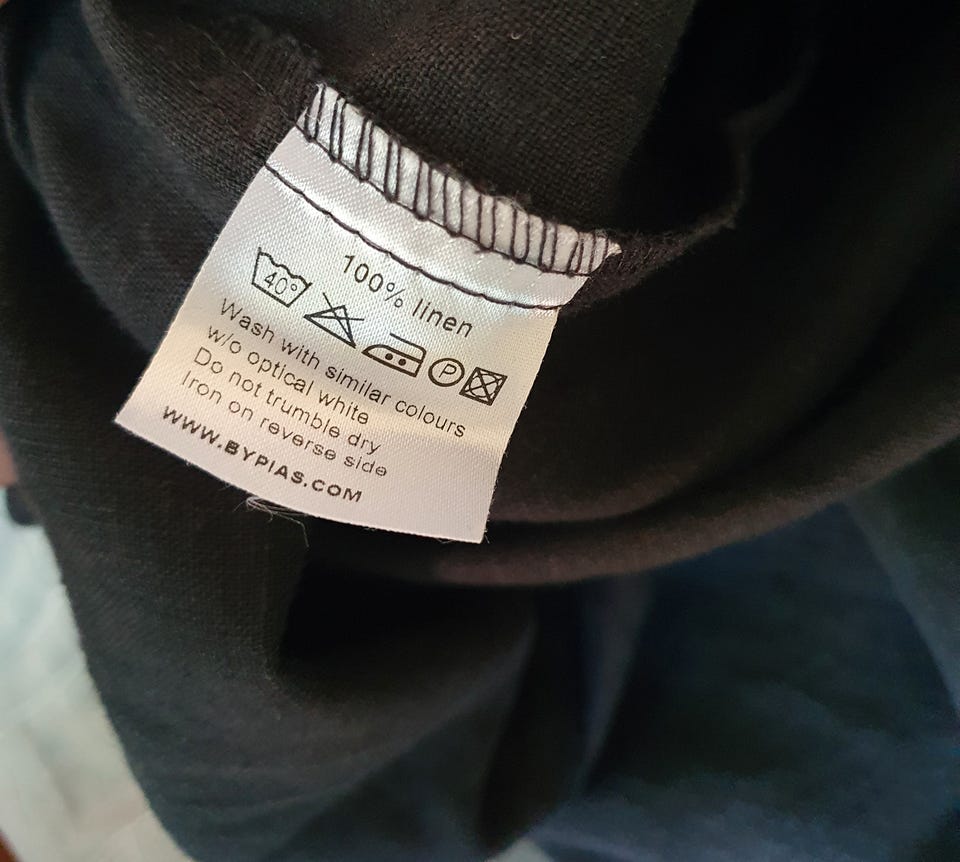 100% linen
40° P
Wash with similar colours
w/o optical white
Do not trumble dry
Iron on reverse side
WWW.BYPIAS.COM